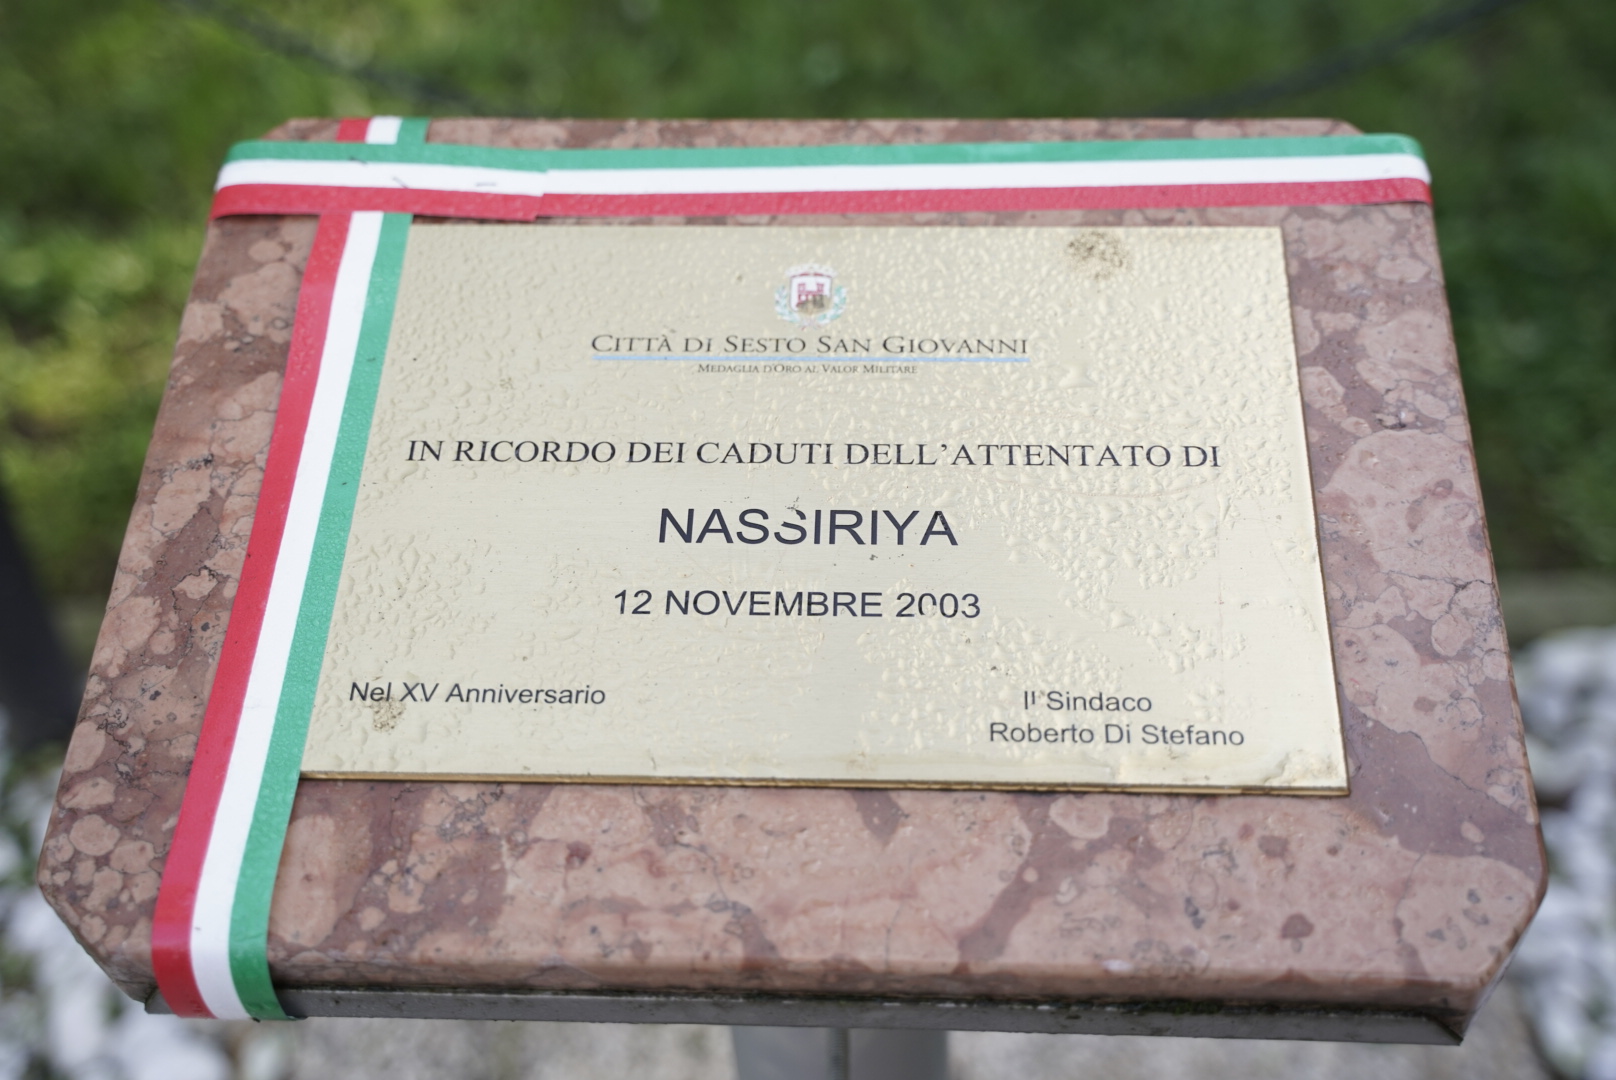 CITTÀ DI SESTO SAN GIOVANNI
MEDAGLIA D'ORO AL VALOR MILITARE
IN RICORDO DEI CADUTI DELL'ATTENTATO DI
NASSIRIYA
12 NOVEMBRE 2003
Nel XV Anniversario
Il Sindaco
Roberto Di Stefano